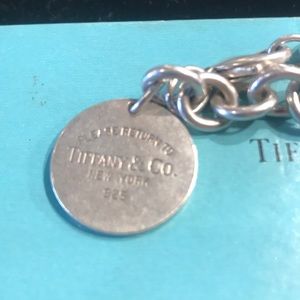 PLEASE RETURN TO
TIFFANY & CO.
NEW YORK
925
TIF